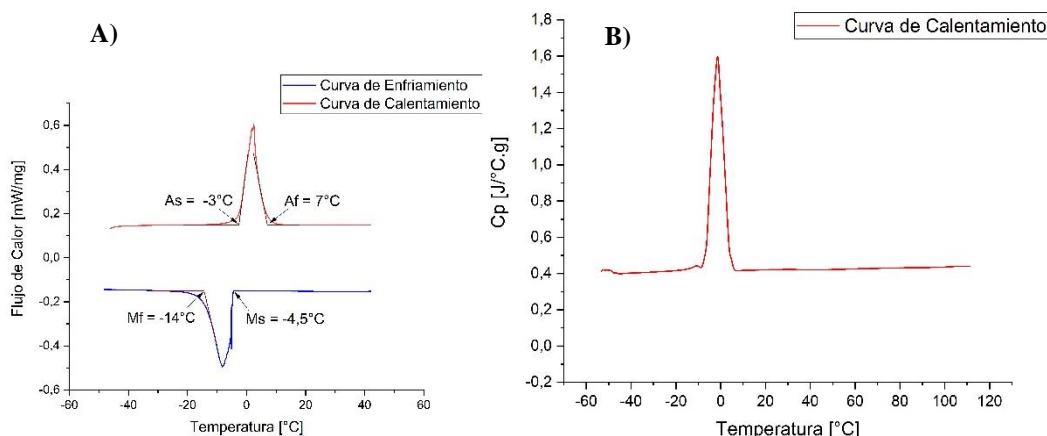 A)
Curva de Enfriamiento
Curva de Calentamiento
0,6
0,4
0,2
0,0
-0,2
-0,4
-0,6
Flujo de Calor [mW/mg]
As = -3°C
Af = 7°C
Mf = -14°C
Ms = -4,5°C
-60
-40
-20
0
20
40
60
Temperatura [°C]
B)
Curva de Calentamiento
1,8
1,6
1,4
1,2
1,0
0,8
0,6
0,4
0,2
0,0
-0,2
Cp [J/°C.g]
-60
-40
-20
0
20
40
60
80
100
120
Temperatura [°C]